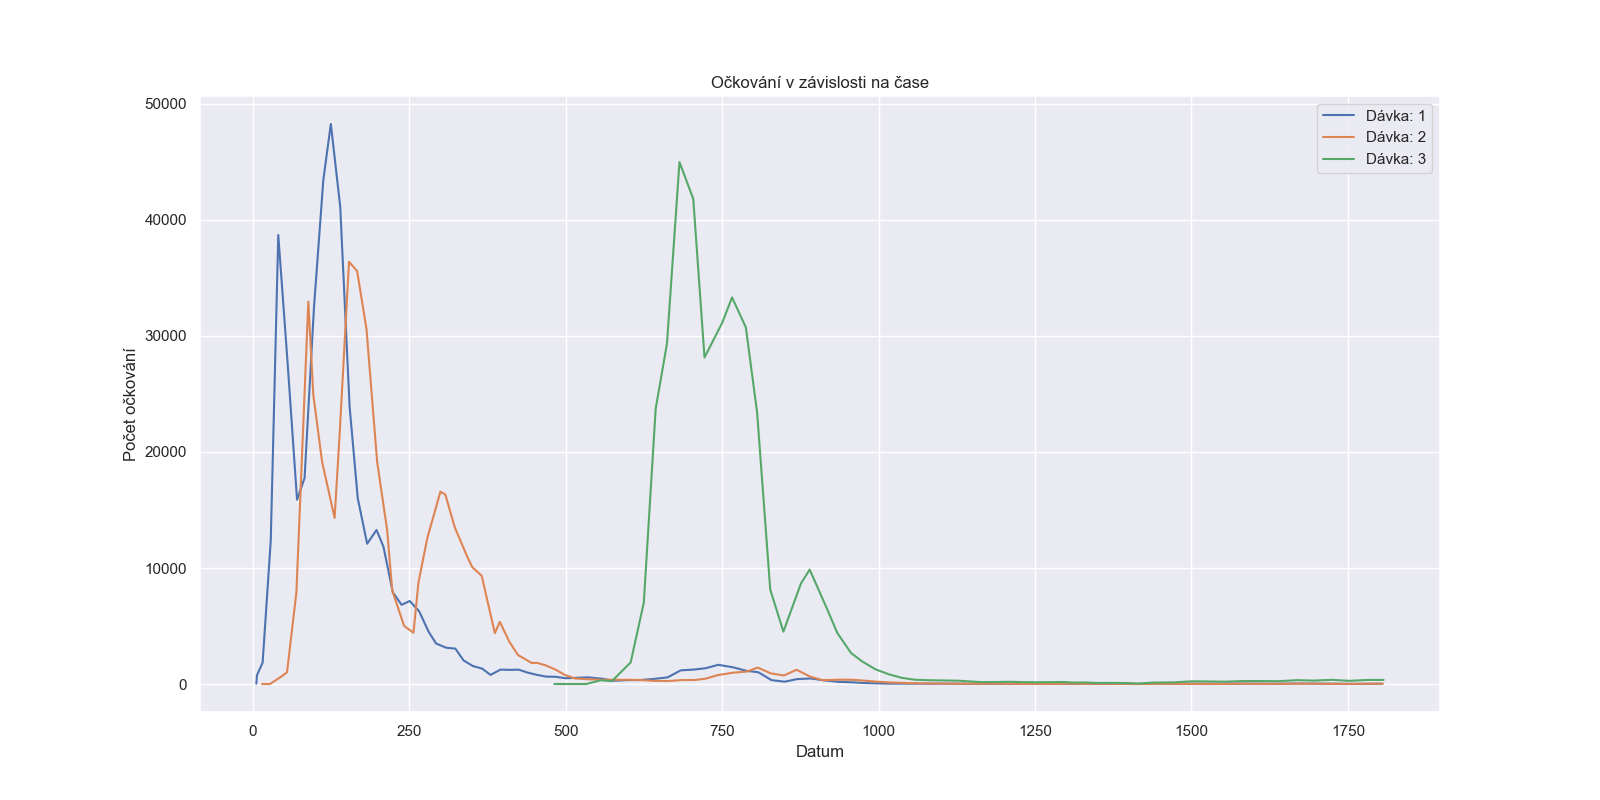 Očkování v závislosti na čase
50000
40000
30000
20000
10000
0
Počet očkování
Dávka: 1
Dávka: 2
Dávka: 3
0 250 500 750 1000 1250 1500 1750
Datum